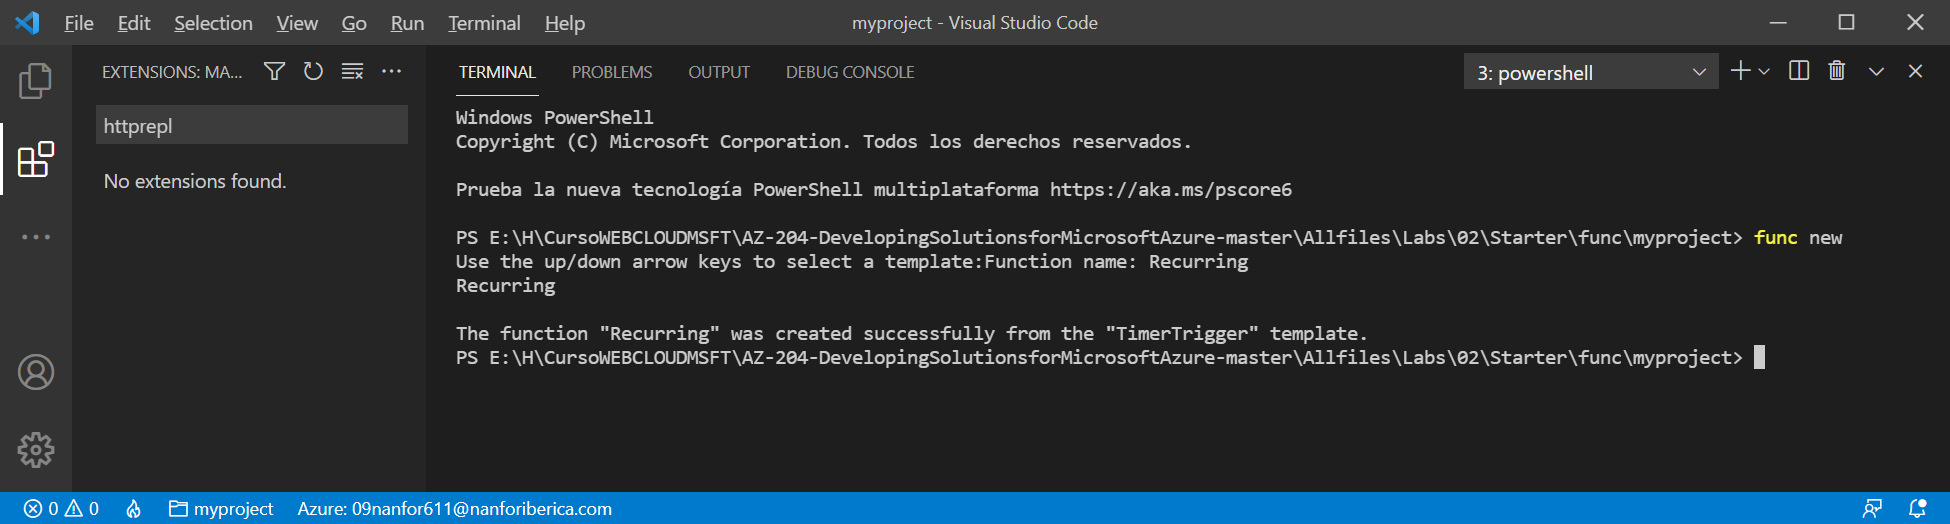 File Edit Selection View Go Run Terminal Help myproject - Visual Studio Code
EXTENSIONS: MA...
httprepl
No extensions found.
TERMINAL PROBLEMS OUTPUT DEBUG CONSOLE 3: powershell
Windows PowerShell
Copyright (C) Microsoft Corporation. Todos los derechos reservados.
Prueba la nueva tecnología PowerShell multiplataforma https://aka.ms/pscore6
PS E:\H\CursoWEBCLOUDMSFT\AZ-204-DevelopingSolutionsforMicrosoftAzure-master\Allfiles\Labs\02\Starter\func\myproject> func new
Use the up/down arrow keys to select a template:Function name: Recurring
Recurring
The function "Recurring" was created successfully from the "TimerTrigger" template.
PS E:\H\CursoWEBCLOUDMSFT\AZ-204-DevelopingSolutionsforMicrosoftAzure-master\Allfiles\Labs\02\Starter\func\myproject>
0 0 myproject Azure: 09nanfor611@nanforiberica.com